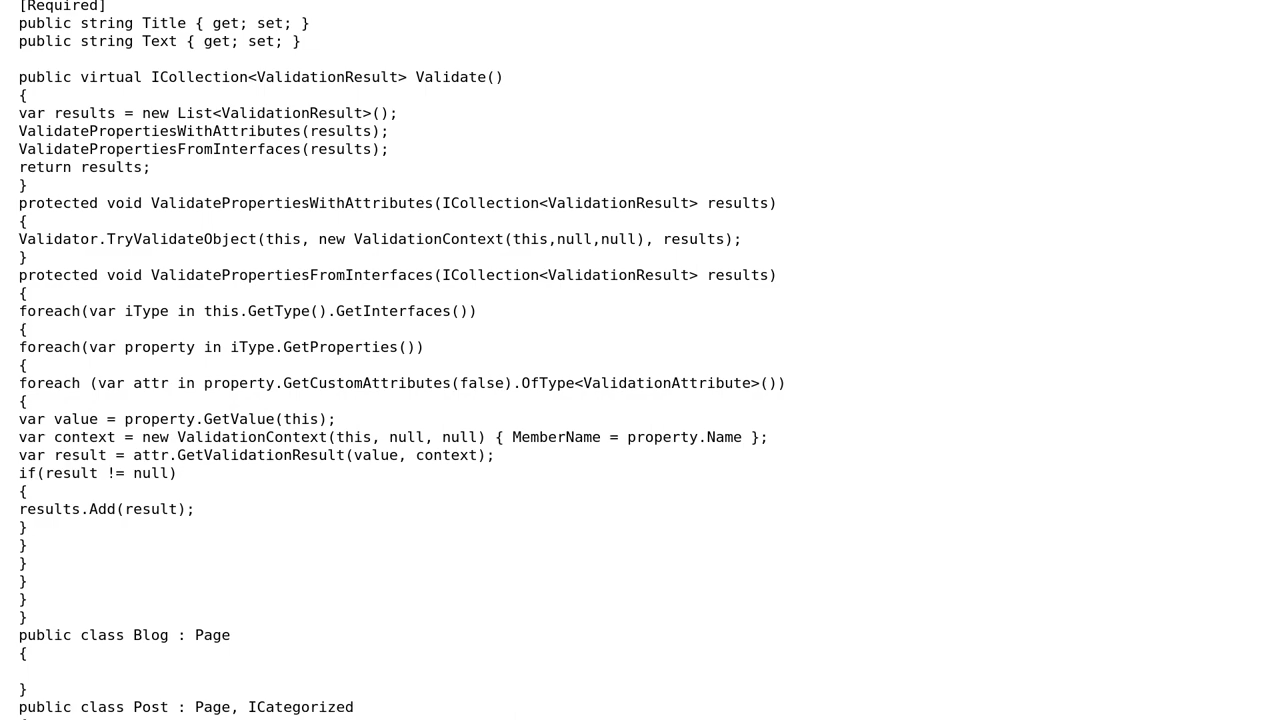 [Required]
public string Title { get; set; }
public string Text { get; set; }
public virtual ICollection<ValidationResult> Validate()
{
var results = new List<ValidationResult>();
ValidatePropertiesWithAttributes(results);
ValidatePropertiesFromInterfaces(results);
return results;
}
protected void ValidatePropertiesWithAttributes(ICollection<ValidationResult> results)
{
Validator.TryValidateObject(this, new ValidationContext(this,null,null), results);
}
protected void ValidatePropertiesFromInterfaces(ICollection<ValidationResult> results)
{
foreach(var iType in this.GetType().GetInterfaces())
{
foreach(var property in iType.GetProperties())
{
foreach (var attr in property.GetCustomAttributes(false).OfType<ValidationAttribute>())
{
var value = property.GetValue(this);
var context = new ValidationContext(this, null, null) { MemberName = property.Name };
var result = attr.GetValidationResult(value, context);
if(result != null)
{
results.Add(result);
}
}
}
}
}
}
public class Blog : Page
{
}
public class Post : Page, ICategorized